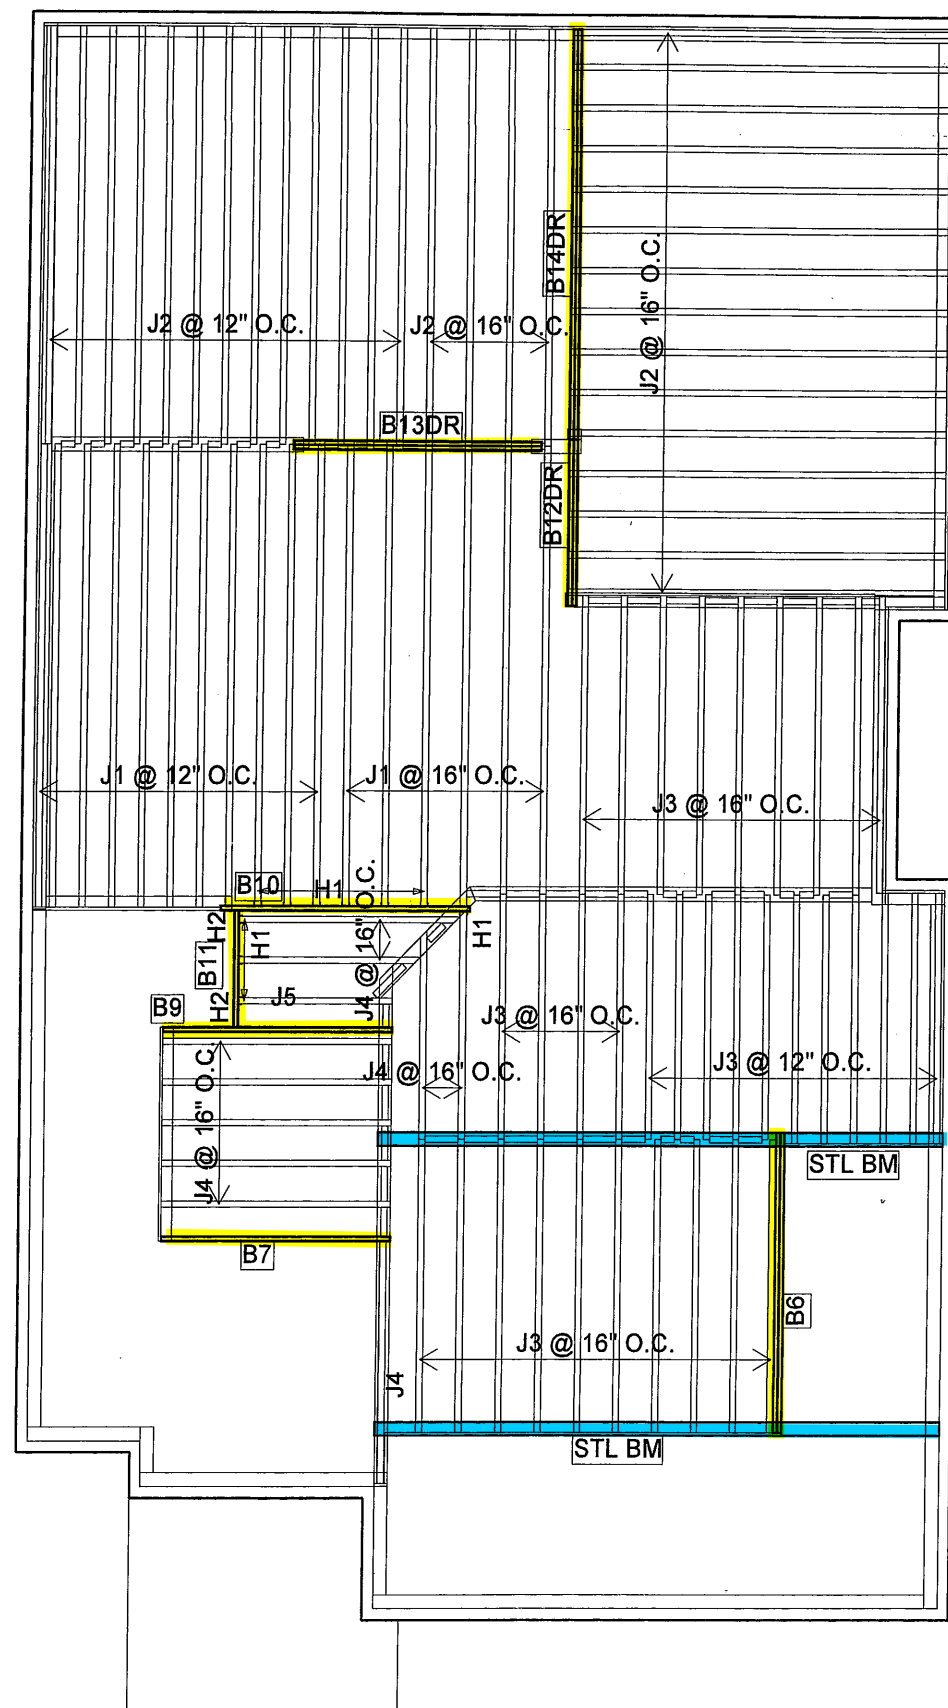 B14DR
J2 @ 16" O.C.
J2 @ 12" O.C.
J2 @ 16" O.C.
B13DR
B12DR
J1 @ 12" O.C.
J1 @ 16" O.C.
J3 @ 16" O.C.
B10
H1
H2
H1
J4 @ 16" O.C.
H1
B11
H2
J5
B9
J3 @ 16" O.C.
J4 @ 16" O.C.
J3 @ 12" O.C.
J4 @ 16" O.C.
STL BM
B7
B6
J3 @ 16" O.C.
J4
STL BM